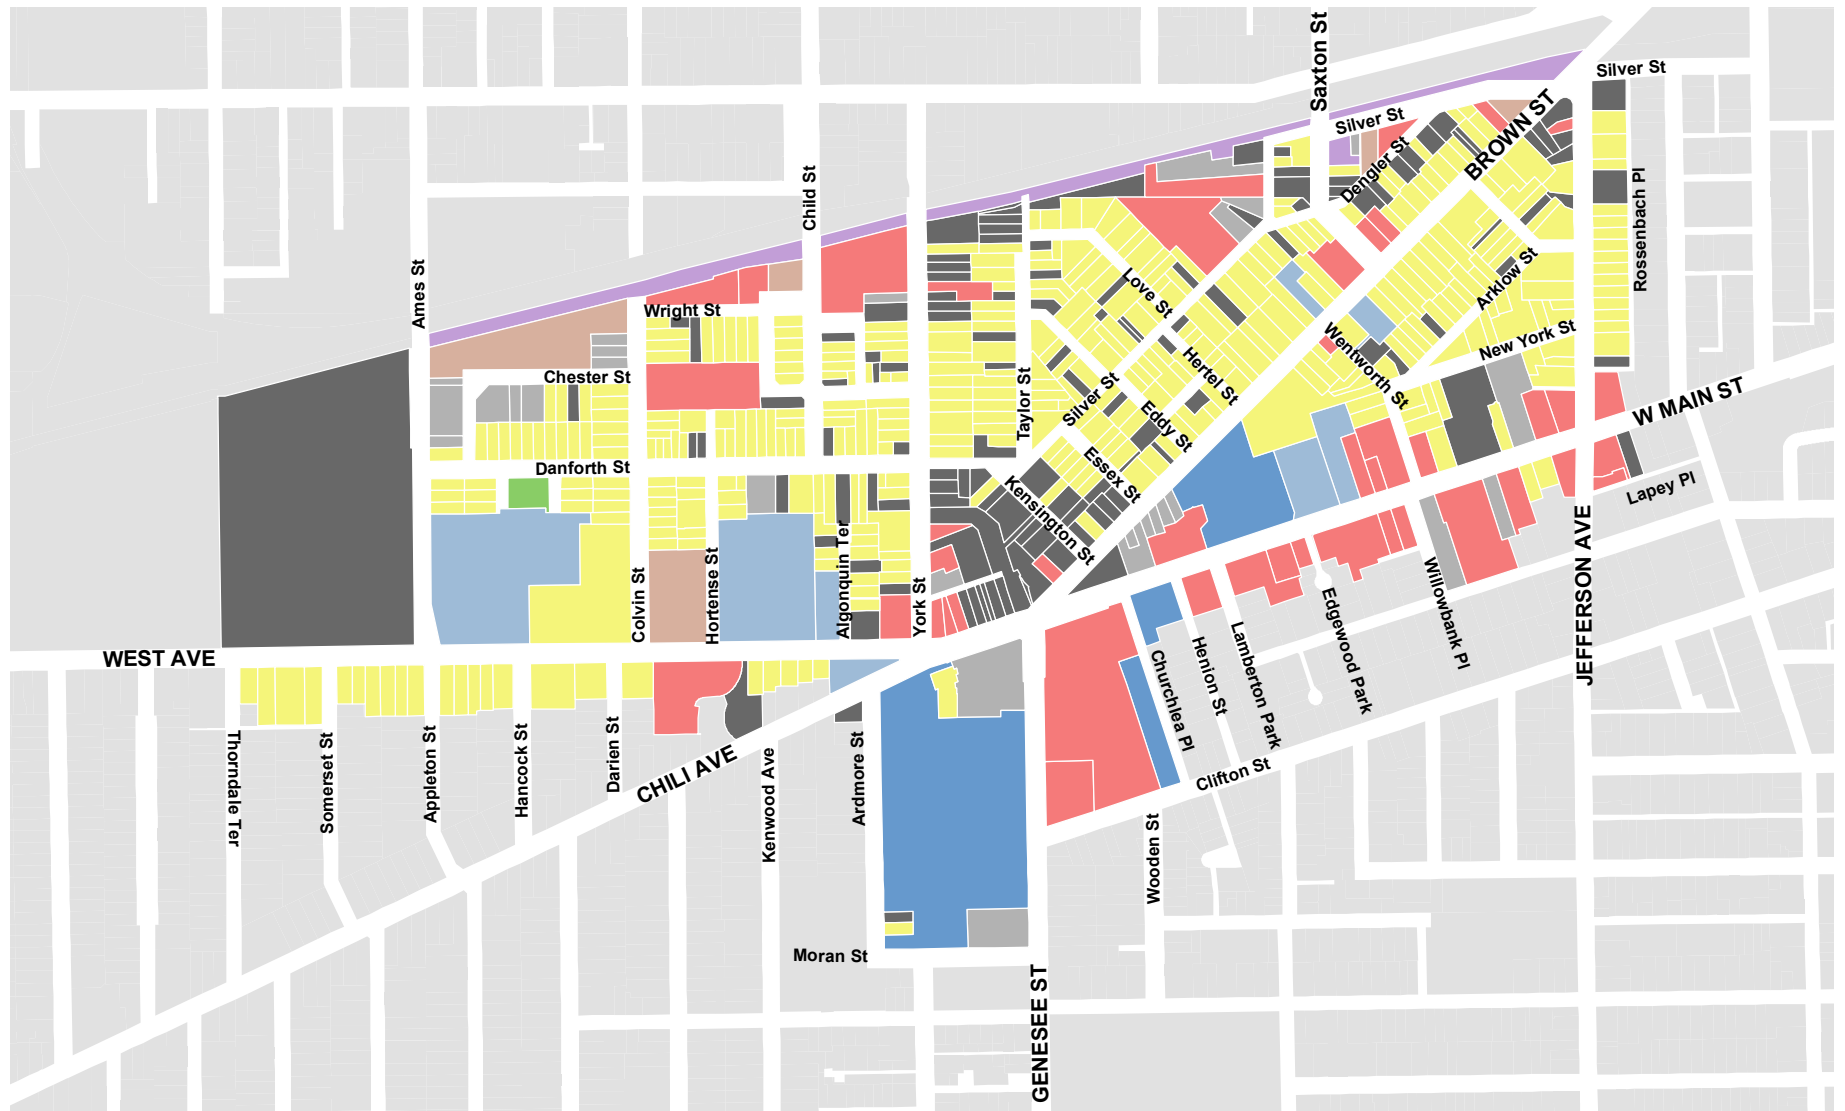 Saxton St
Silver St
Silver St
BROWN ST
Dengler St
Child St
Rossenbach Pl
Ames St
Love St
Arklow St
Wright St
Wentworth St
New York St
Hertel St
Chester St
Taylor St
Silver St
Eddy St
W MAIN ST
Danforth St
Essex St
Kensington St
Lapey Pl
Algonquin Ter
Colvin St
Hortense St
York St
JEFFERSON AVE
Willowbank Pl
Edgewood Park
Lamberton Park
Henion St
Churchlea Pl
WEST AVE
Thorndale Ter
Somerset St
Appleton St
Hancock St
Darien St
CHILI AVE
Kenwood Ave
Ardmore St
Clifton St
Wooden St
Moran St
GENESEE ST